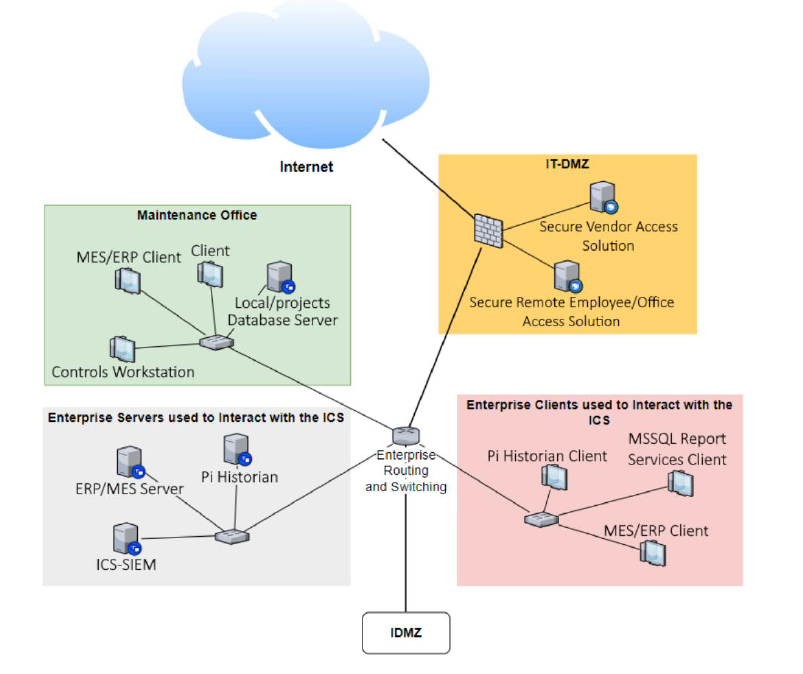 Internet
IT-DMZ
Secure Vendor Access
Solution
Secure Remote Employee/Office
Access Solution
Maintenance Office
MES/ERP Client
Client
Local/projects
Database Server
Controls Workstation
Enterprise Servers used to Interact with the ICS
ERP/MES Server
Pi Historian
ICS-SIEM
Enterprise
Routing
and Switching
Enterprise Clients used to Interact with the
ICS
Pi Historian Client
MSSQL Report
Services Client
MES/ERP Client
IDMZ